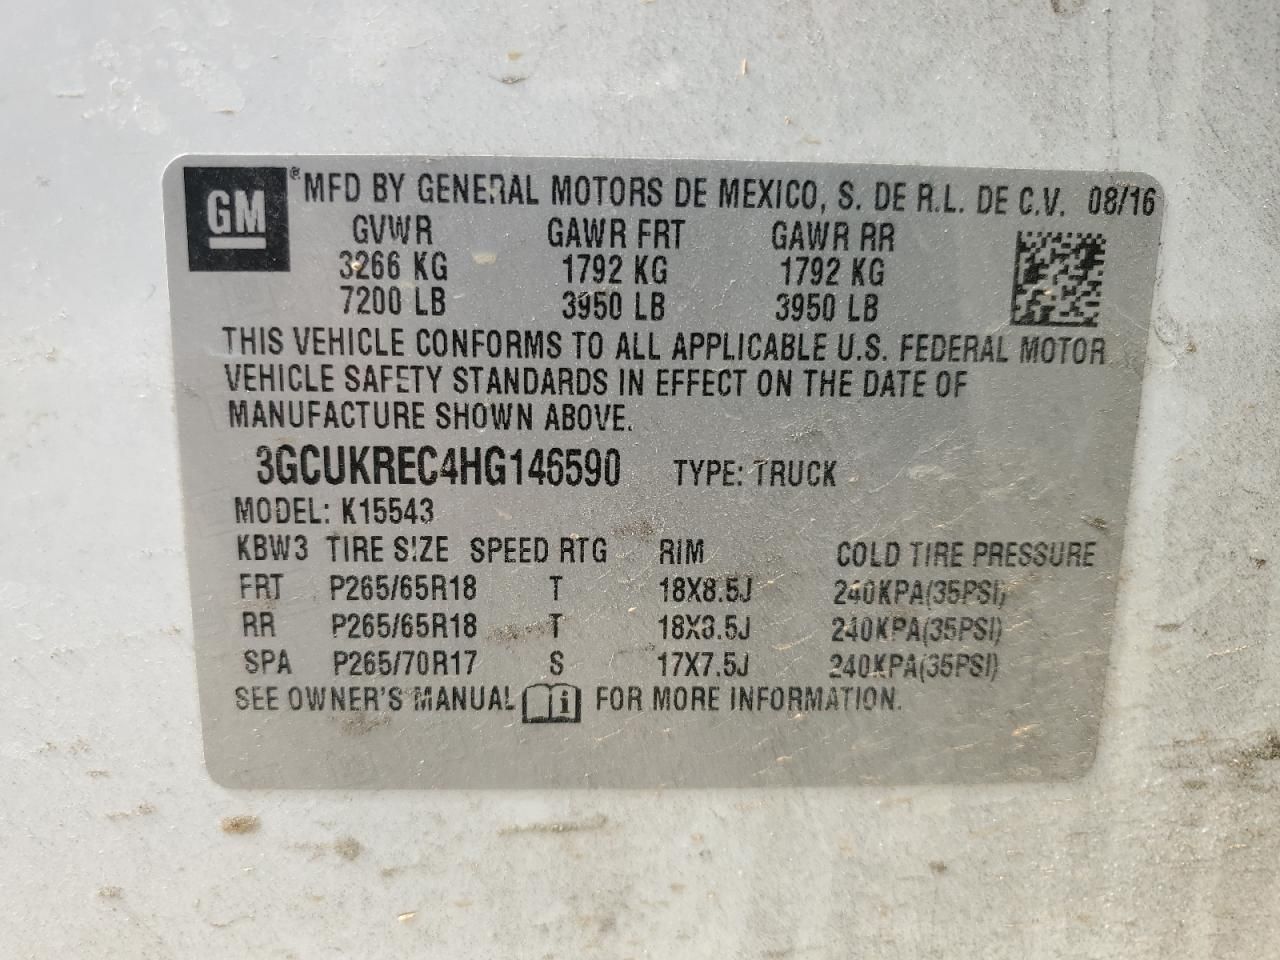 GM ® MFD BY GENERAL MOTORS DE MEXICO, S. DE R.L. DE C.V. 08/16
GVWR GAWR FRT GAWR RR
3266 KG 1792 KG 1792 KG
7200 LB 3950 LB 3950 LB
THIS VEHICLE CONFORMS TO ALL APPLICABLE U.S. FEDERAL MOTOR
VEHICLE SAFETY STANDARDS IN EFFECT ON THE DATE OF
MANUFACTURE SHOWN ABOVE.
3GCUKREC4HG146590 TYPE: TRUCK
MODEL: K15543
KBW3 TIRE SIZE SPEED RTG RIM COLD TIRE PRESSURE
FRT P265/65R18 T 18X8.5J 240KPA(35PSI)
RR P265/65R18 T 18X8.5J 240KPA(35PSI)
SPA P265/70R17 S 17X7.5J 240KPA(35PSI)
SEE OWNER'S MANUAL i FOR MORE INFORMATION.